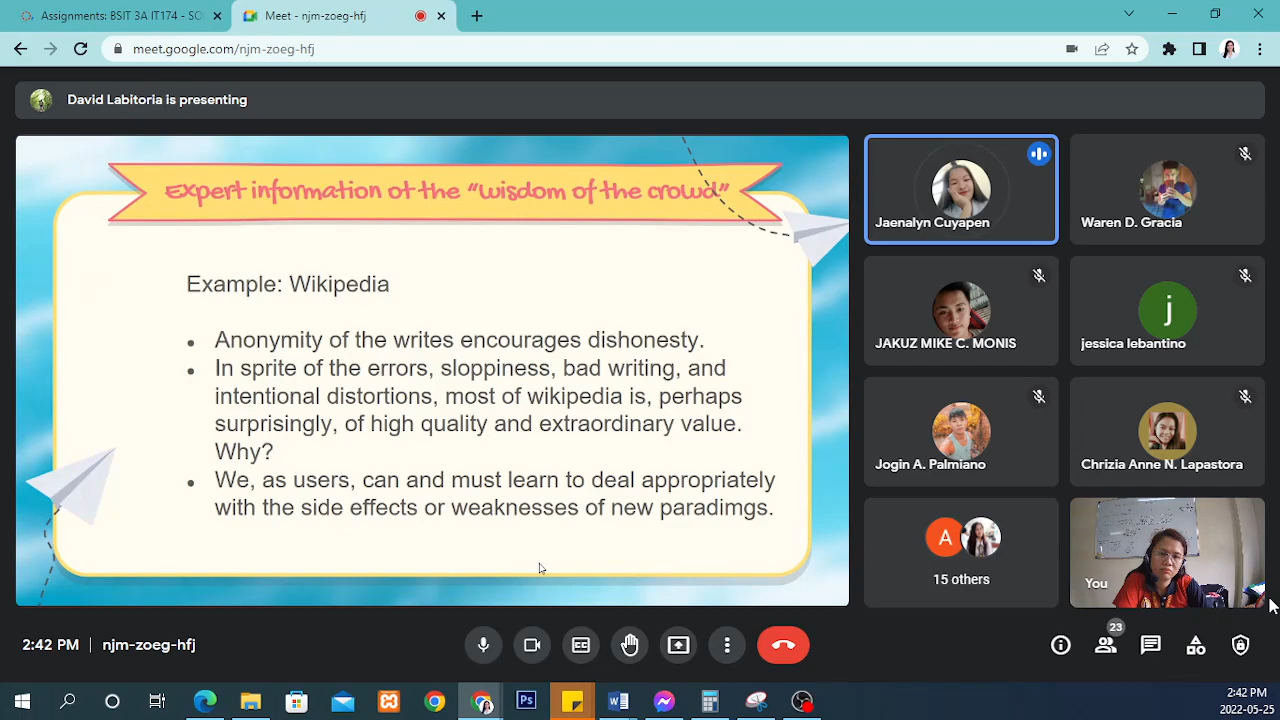 Assignments: BSIT 3A IT174 - SO
Meet - njm-zoeg-hfj
meet.google.com/njm-zoeg-hfj
David Labitoria is presenting
Expert information ot the "wisdom of the crowd"
Example: Wikipedia
Anonymity of the writes encourages dishonesty.
In sprite of the errors, sloppiness, bad writing, and
intentional distortions, most of wikipedia is, perhaps
surprisingly, of high quality and extraordinary value.
Why?
We, as users, can and must learn to deal appropriately
with the side effects or weaknesses of new paradimgs.
Jaenalyn Cuyapen
Waren D. Gracia
JAKUZ MIKE C. MONIS
j
jessica lebantino
Jogin A. Palmiano
Chrizia Anne N. Lapastora
A
15 others
You
2:42 PM | njm-zoeg-hfj
23
Ps
W
2:42 PM
2022-05-25